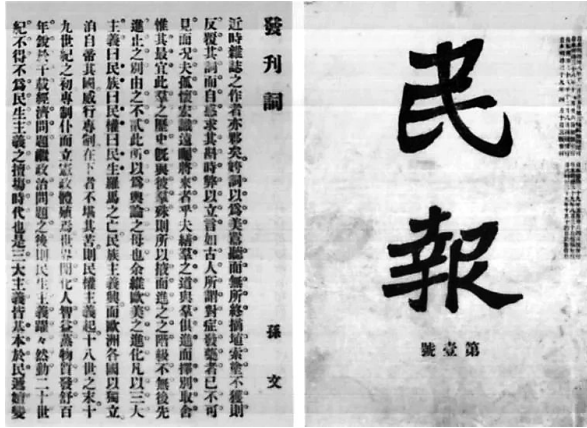 民報
第壹號
發刊詞
孫文
近時雜誌之作者亦夥矣姱詞以爲美囂聽而無所終摘埴索塗不獲則
反覆其詞而自惑求其斟時弊以立言如古人所謂對症發藥者已不可
見而況夫孤懷宏識遠矚將來者乎夫繕羣之道與羣俱進而擇別取舍
惟其最宜此羣之歷史既與彼羣殊則所以掖而進之之階級不無後先
進止之別由之不貳此所以爲輿論之母也余維歐美之進化凡以三大
主義曰民族曰民權曰民生羅馬之亡民族主義興而歐洲各國以獨立
洎自帝其國威行專制在下者不堪其苦則民權主義起十八世之末十
九世紀之初專制仆而立憲政體殖焉世界開化人智益蒸物質發舒百
年銳於千載經濟問題繼政治問題之後則民生主義躍々然動二十世
紀不得不爲民生主義之擅場時代也是三大主義皆基本於民遞嬗變